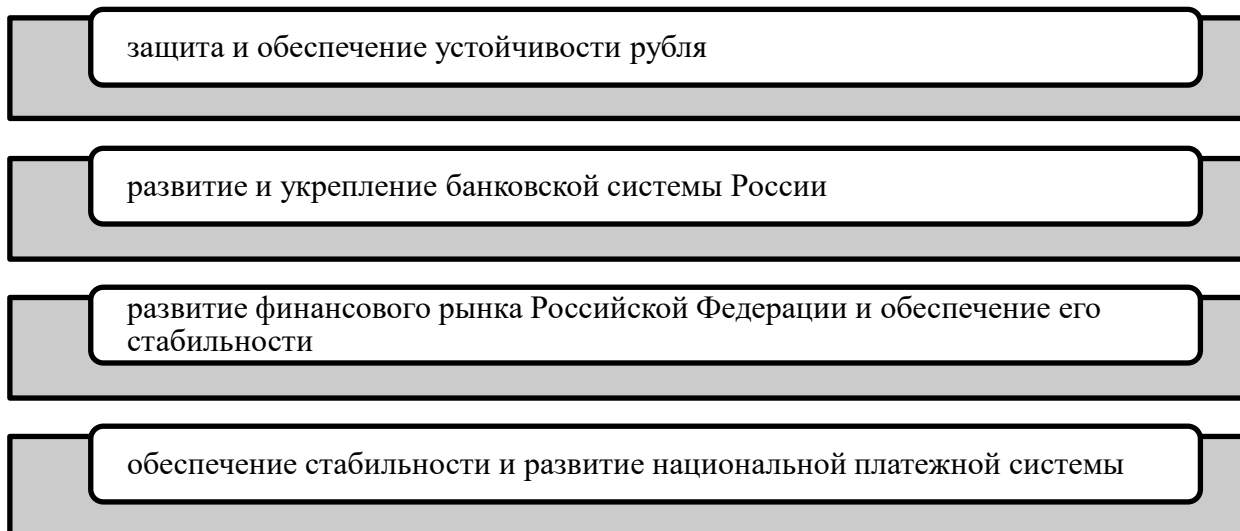 защита и обеспечение устойчивости рубля
развитие и укрепление банковской системы России
развитие финансового рынка Российской Федерации и обеспечение его
стабильности
обеспечение стабильности и развитие национальной платежной системы